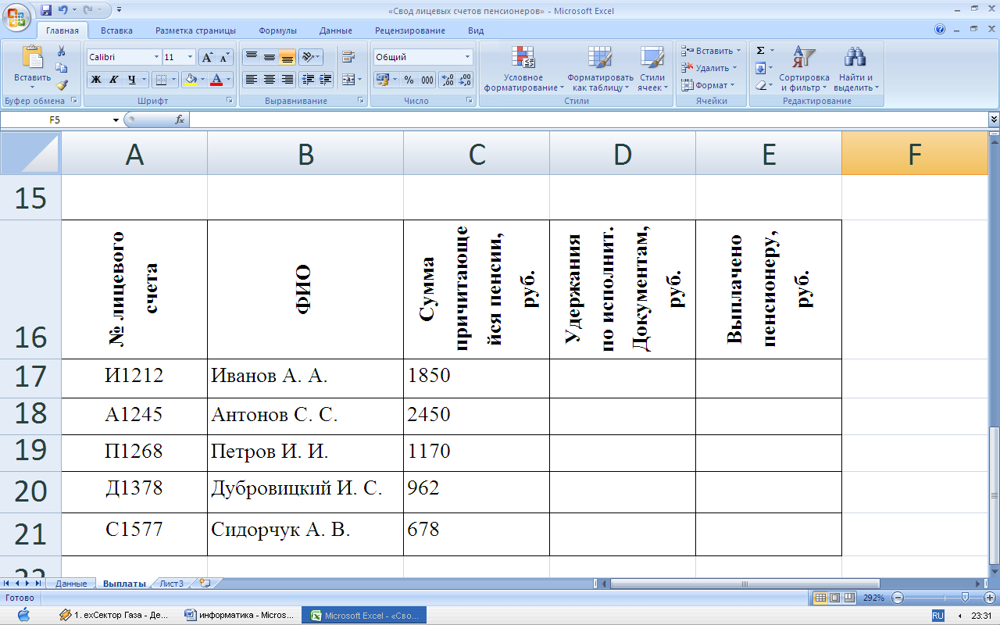 «Свод лицевых счетов пенсионеров» - Microsoft Excel
Главная Вставка Разметка страницы Формулы Данные Рецензирование Вид
Вставить
Буфер обмена
Calibri 11
Ж К Ч
Шрифт
Выравнивание
Общий
% 000
Число
Условное форматирование
Форматировать как таблицу
Стили ячеек
Стили
Вставить
Удалить
Формат
Ячейки
Σ
Сортировка и фильтр
Найти и выделить
Редактирование
F5 fx
A B C D E F
15
16
№ лицевого
счета
ФИО
Сумма
причитающе
йся пенсии,
руб.
Удержания
по исполнит.
Документам,
руб.
Выплачено
пенсионеру,
руб.
17 И1212 Иванов А. А. 1850
18 А1245 Антонов С. С. 2450
19 П1268 Петров И. И. 1170
20 Д1378 Дубровицкий И. С. 962
21 С1577 Сидорчук А. В. 678
22
Данные Выплаты Лист3
Готово 292%
1. exСектор Газа - Де... информатика - Micros... Microsoft Excel - «Сво... RU 23:31